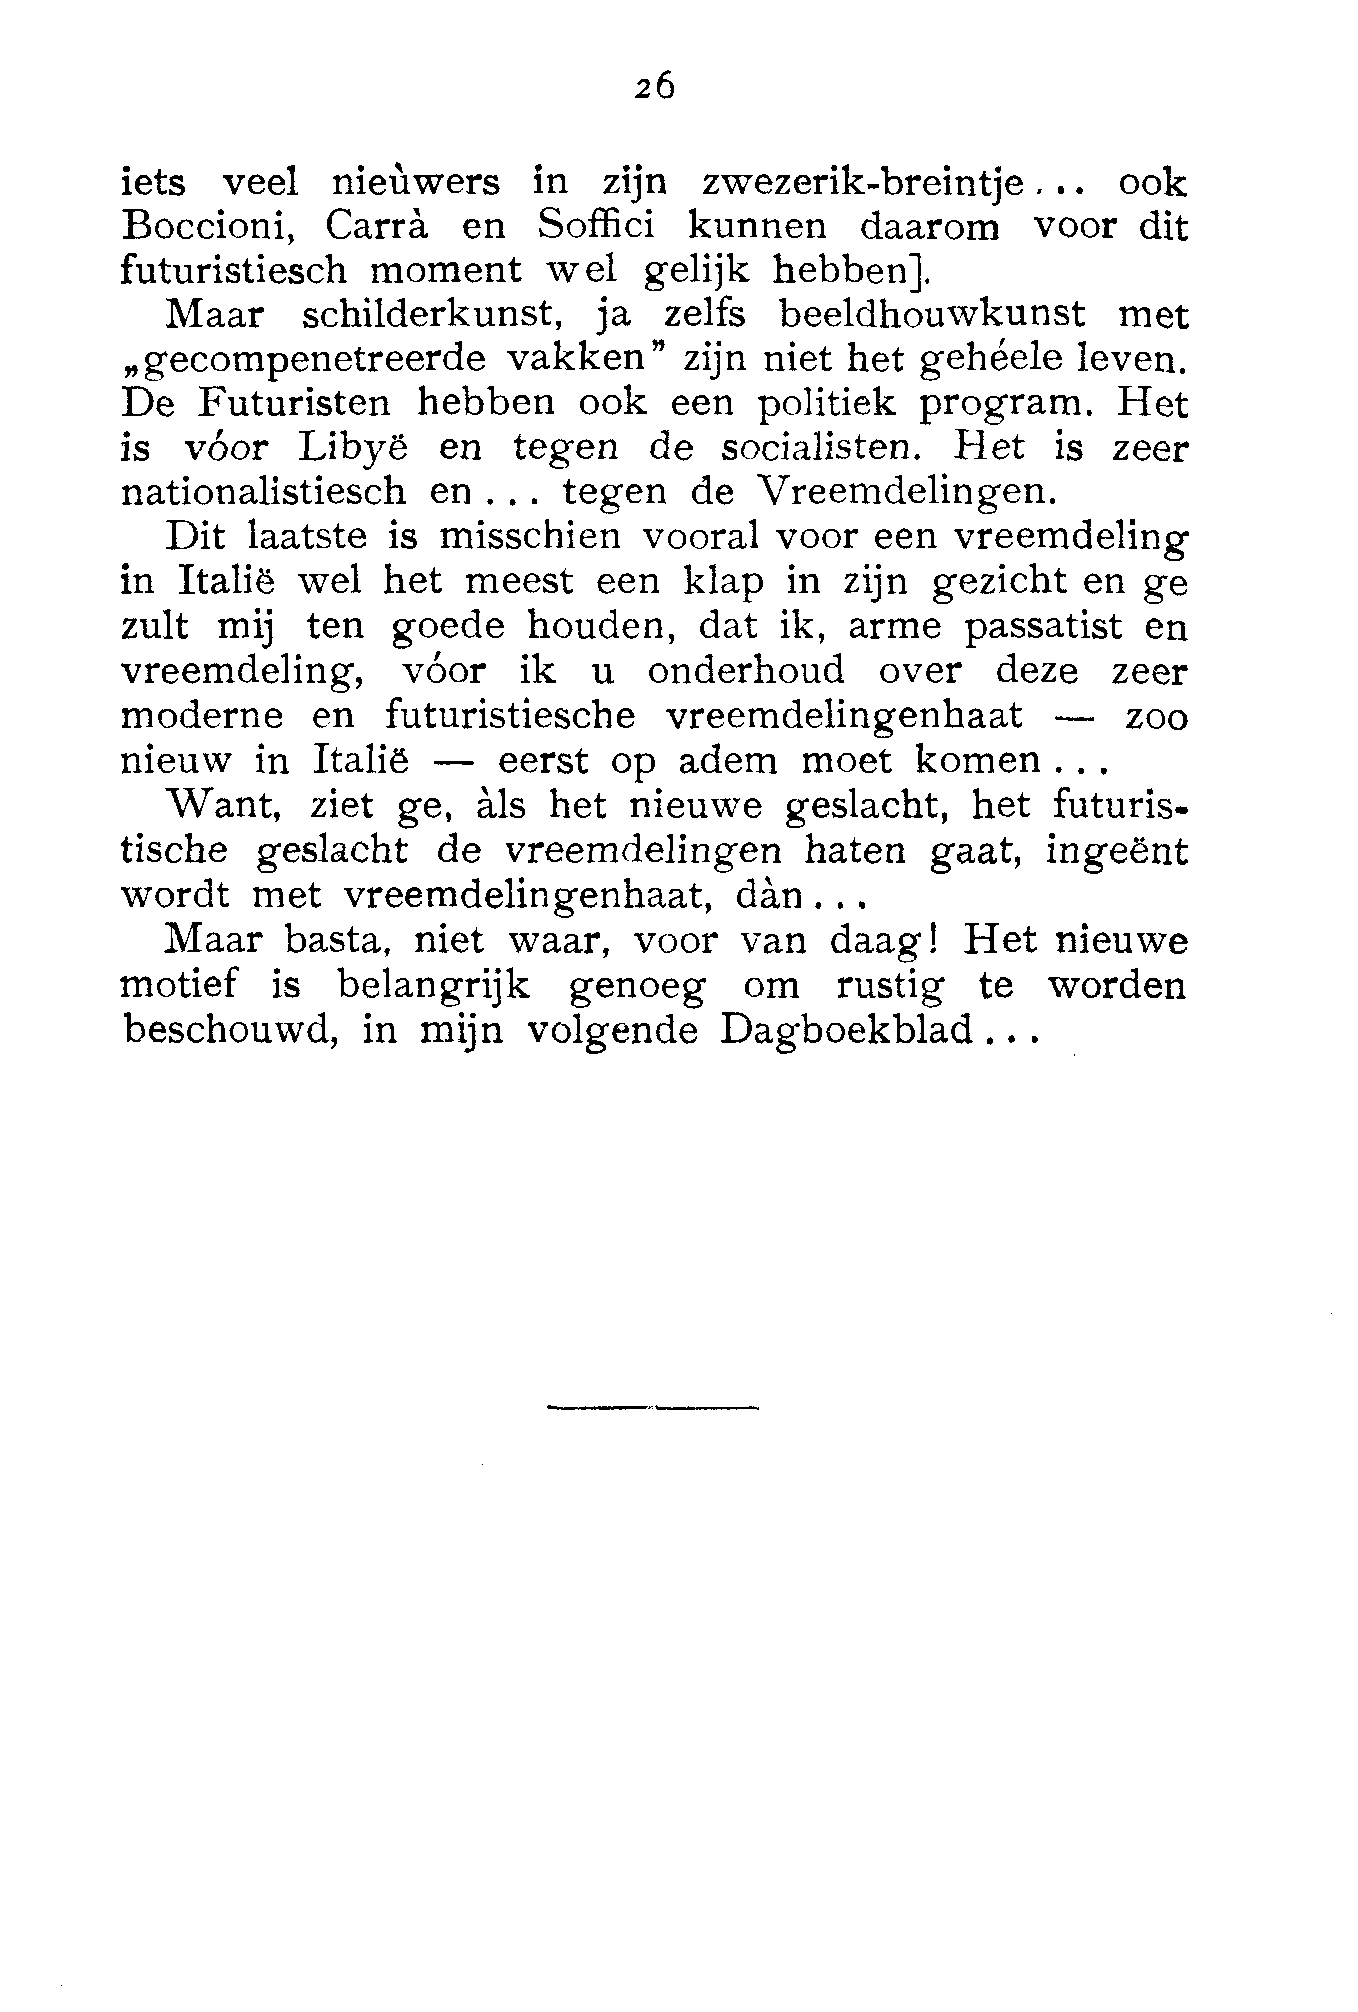 26
iets veel nieùwers in zijn zwezerik-breintje... ook
Boccioni, Carrà en Soffici kunnen daarom voor dit
futuristiesch moment wel gelijk hebben].
Maar schilderkunst, ja zelfs beeldhouwkunst met
„gecompenetreerde vakken” zijn niet het gehéele leven.
De Futuristen hebben ook een politiek program. Het
is vóor Libyë en tegen de socialisten. Het is zeer
nationalistiesch en... tegen de Vreemdelingen.
Dit laatste is misschien vooral voor een vreemdeling
in Italië wel het meest een klap in zijn gezicht en ge
zult mij ten goede houden, dat ik, arme passatist en
vreemdeling, vóor ik u onderhoud over deze zeer
moderne en futuristiesche vreemdelingenhaat — zoo
nieuw in Italië — eerst op adem moet komen...
Want, ziet ge, àls het nieuwe geslacht, het futuris-
tische geslacht de vreemdelingen haten gaat, ingeënt
wordt met vreemdelingenhaat, dàn...
Maar basta, niet waar, voor van daag! Het nieuwe
motief is belangrijk genoeg om rustig te worden
beschouwd, in mijn volgende Dagboekblad...